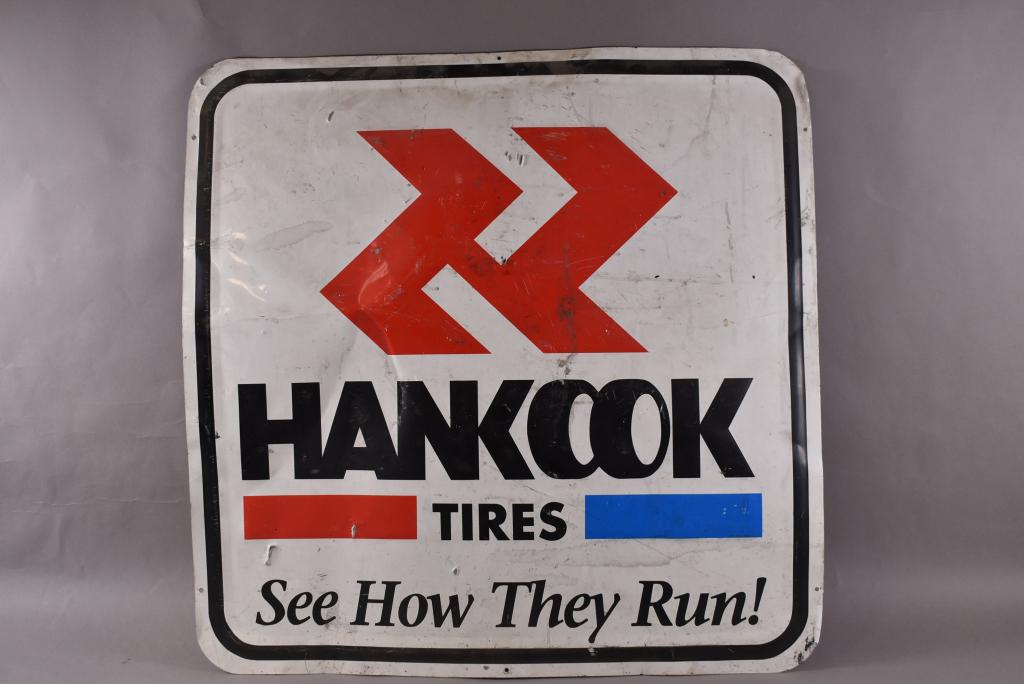 HANKOOK
TIRES
See How They Run!